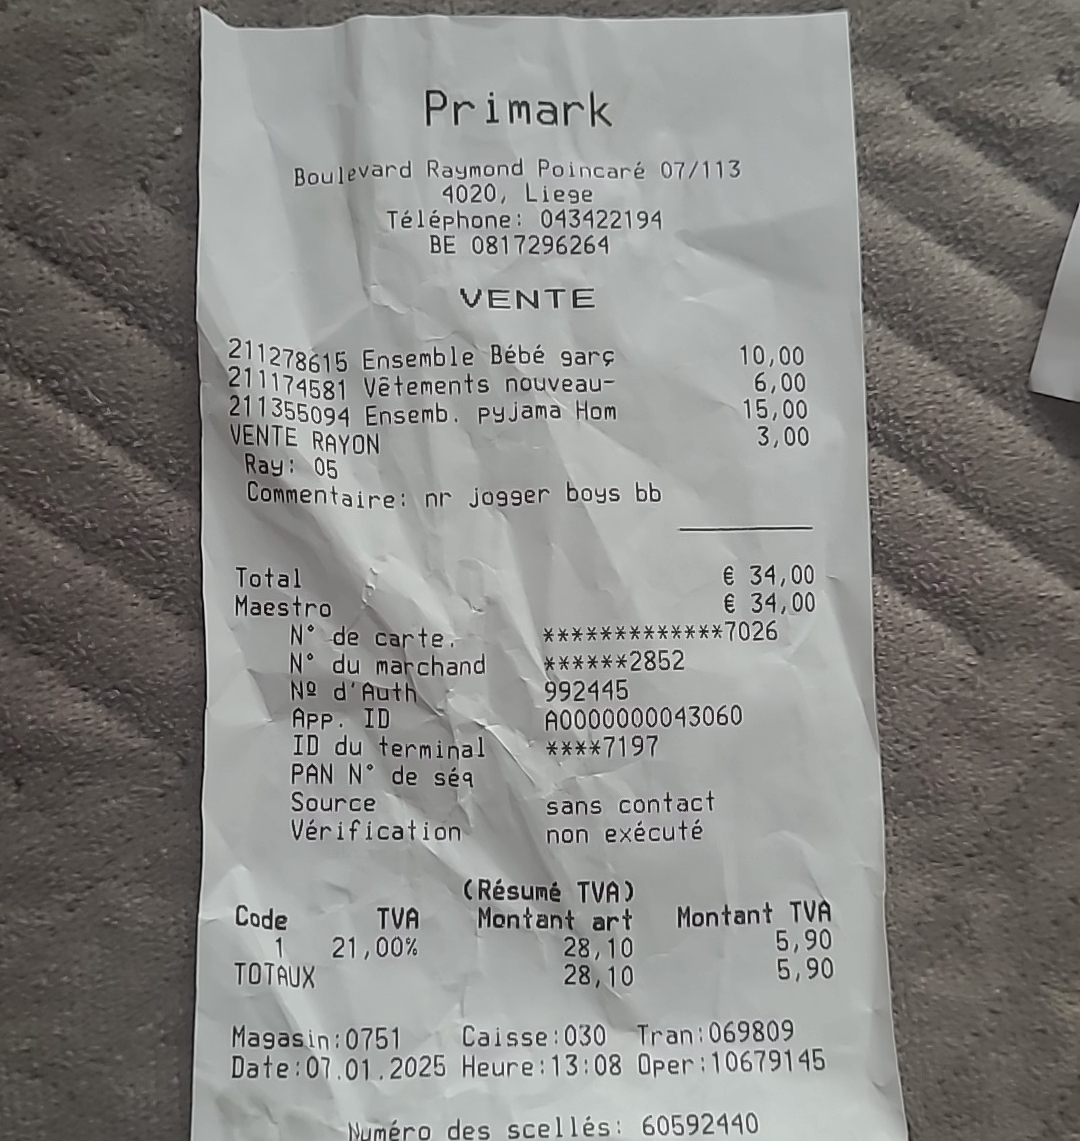 Primark
Boulevard Raymond Poincaré 07/113
4020, Liege
Téléphone: 043422194
BE 0817296264
VENTE
211278615 Ensemble Bébé garç 10,00
211174581 Vêtements nouveau- 6,00
211355094 Ensemb. pyjama Hom 15,00
VENTE RAYON 3,00
Ray: 05
Commentaire: nr jogger boys bb
Total € 34,00
Maestro € 34,00
N° de carte. *************7026
N° du marchand ******2852
Nº d'Auth 992445
App. ID A0000000043060
ID du terminal ****7197
PAN N° de séq
Source sans contact
Vérification non exécuté
(Résumé TVA)
Code TVA Montant art Montant TVA
1 21,00% 28,10 5,90
TOTAUX 28,10 5,90
Magasin:0751 Caisse:030 Tran:069809
Date:07.01.2025 Heure:13:08 Oper:10679145
Numéro des scellés: 60592440